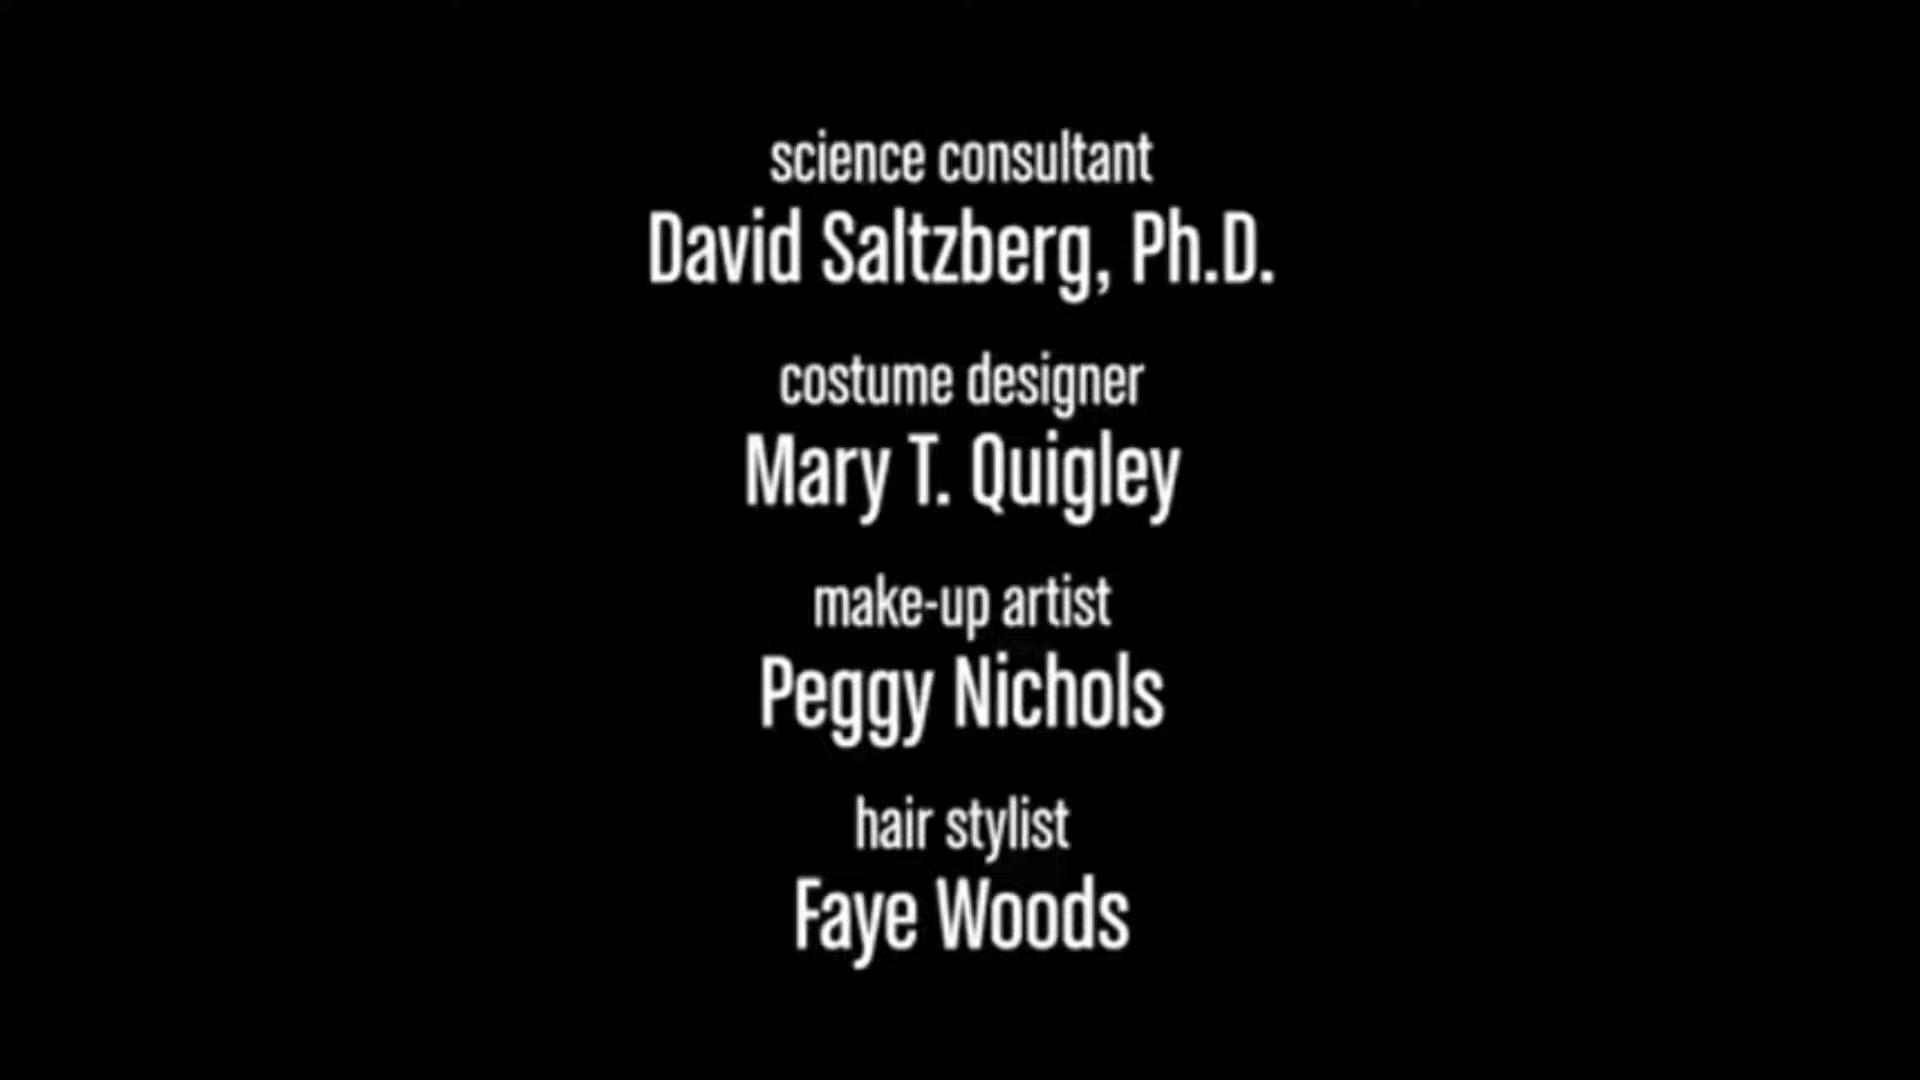 science consultant
David Saltzberg, Ph.D.
costume designer
Mary T. Quigley
make-up artist
Peggy Nichols
hair stylist
Faye Woods